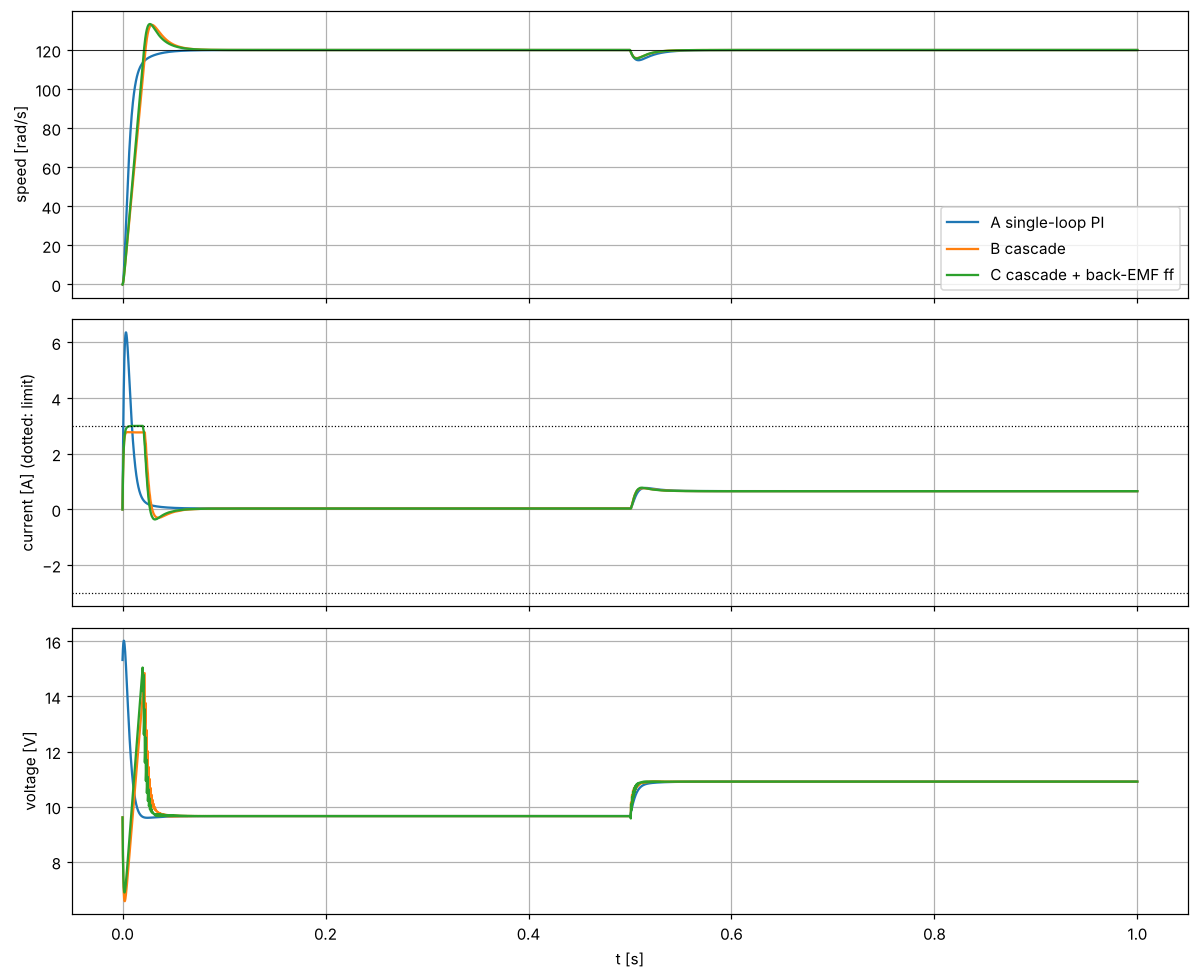 speed [rad/s]
120
100
80
60
40
20
0
A single-loop PI
B cascade
C cascade + back-EMF ff
current [A] (dotted: limit)
6
4
2
0
−2
voltage [V]
16
14
12
10
8
0.0 0.2 0.4 0.6 0.8 1.0
t [s]